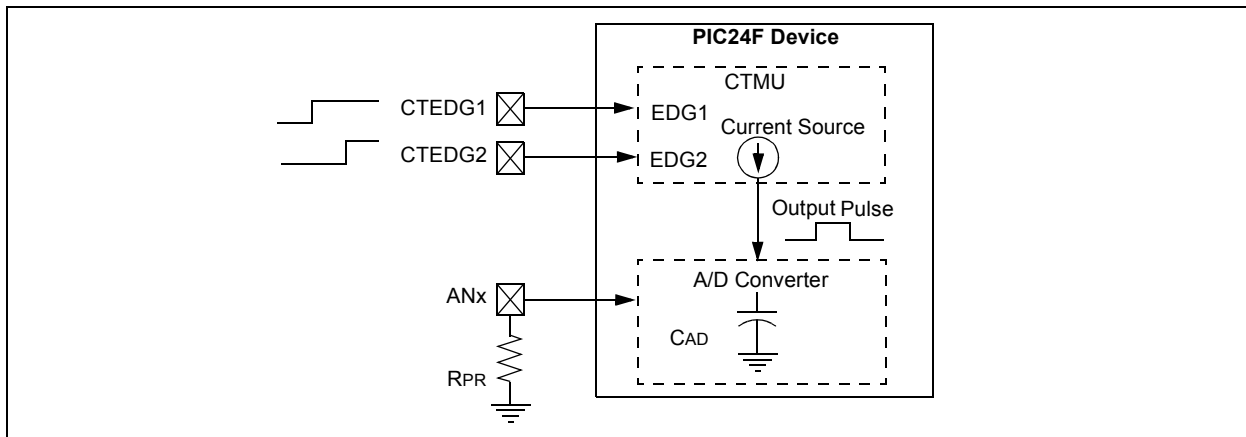 PIC24F Device
CTMU
CTEDG1
EDG1
Current Source
CTEDG2
EDG2
Output Pulse
A/D Converter
ANx
CAD
RPR